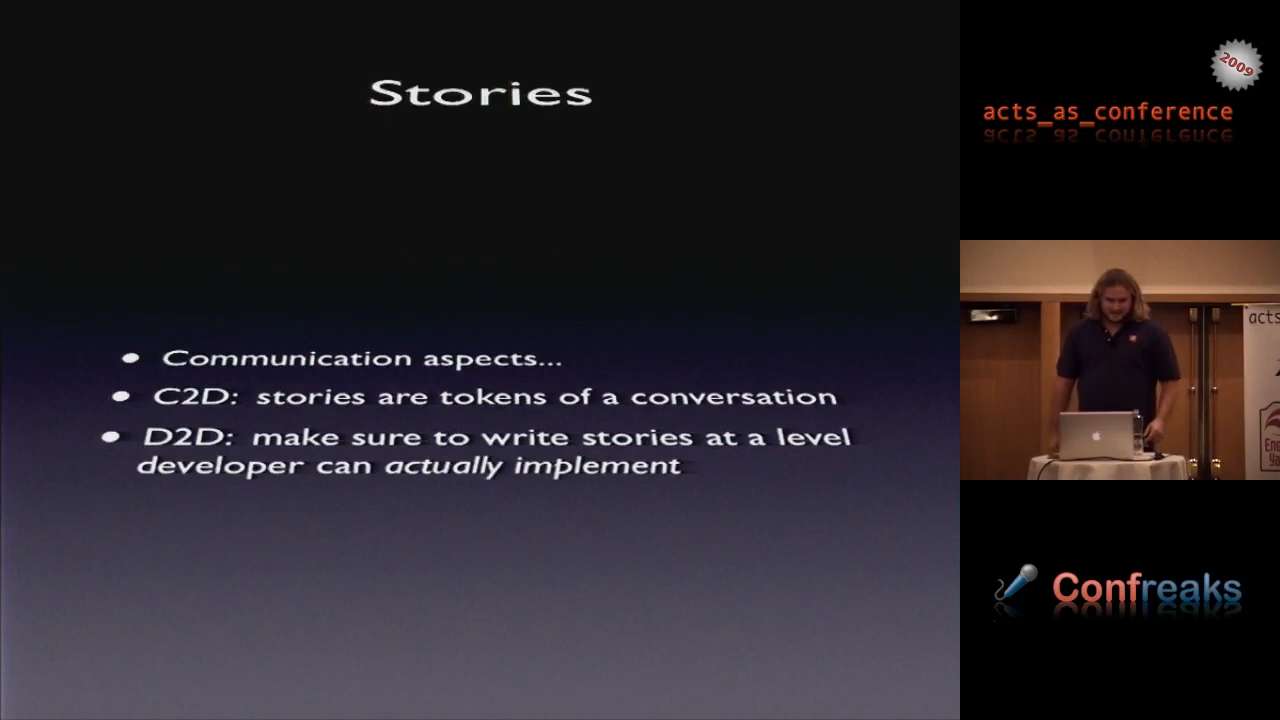 Stories
Communication aspects...
C2D: stories are tokens of a conversation
D2D: make sure to write stories at a level
developer can actually implement
2009
acts_as_conference
acts
Confreaks